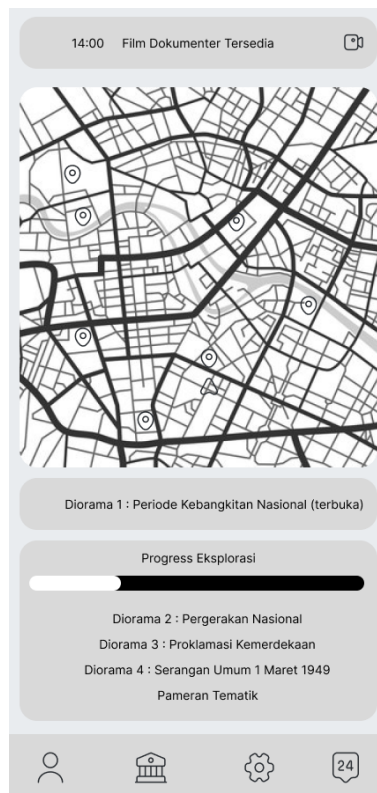 14:00 Film Dokumenter Tersedia
Diorama 1 : Periode Kebangkitan Nasional (terbuka)
Progress Eksplorasi
Diorama 2 : Pergerakan Nasional
Diorama 3 : Proklamasi Kemerdekaan
Diorama 4 : Serangan Umum 1 Maret 1949
Pameran Tematik
24